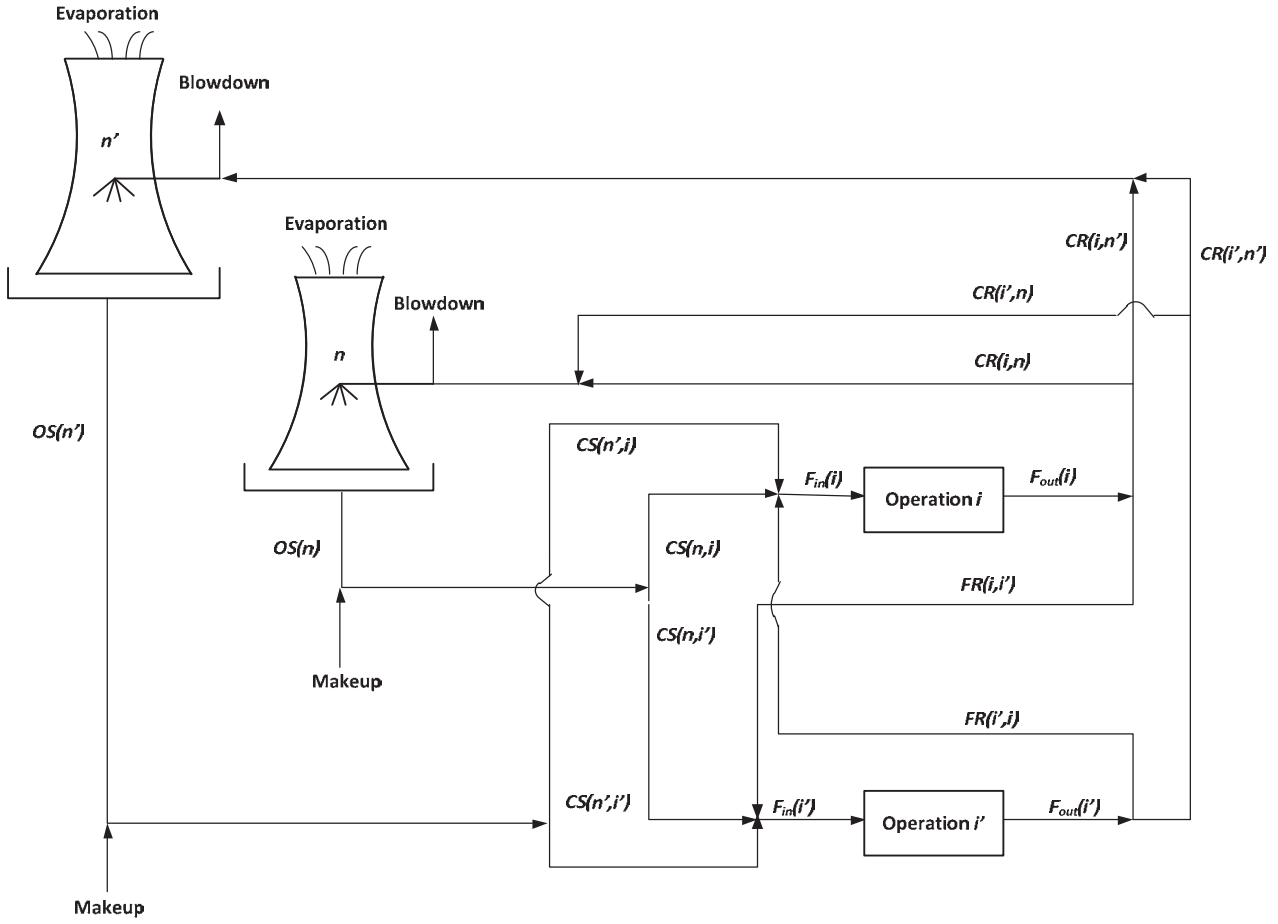 Evaporation
Blowdown
n’
Evaporation
CR(i,n’)
CR(i’,n’)
CR(i’,n)
Blowdown
n
CR(i,n)
OS(n’)
CS(n’,i)
Fin(i)
Operation i
Fout(i)
OS(n)
CS(n,i)
FR(i,i’)
CS(n,i’)
Makeup
FR(i’,i)
CS(n’,i’)
Fin(i’)
Operation i’
Fout(i’)
Makeup